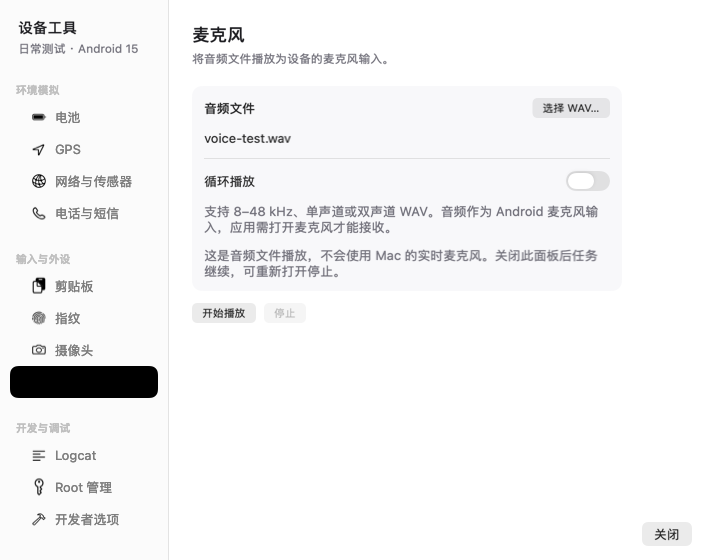 设备工具
日常测试 · Android 15
环境模拟
电池
GPS
网络与传感器
电话与短信
输入与外设
剪贴板
指纹
摄像头
开发与调试
Logcat
Root 管理
开发者选项
麦克风
将音频文件播放为设备的麦克风输入。
音频文件
选择 WAV...
voice-test.wav
循环播放
支持 8–48 kHz、单声道或双声道 WAV。音频作为 Android 麦克风输
入，应用需打开麦克风才能接收。
这是音频文件播放，不会使用 Mac 的实时麦克风。关闭此面板后任务
继续，可重新打开停止。
开始播放
停止
关闭